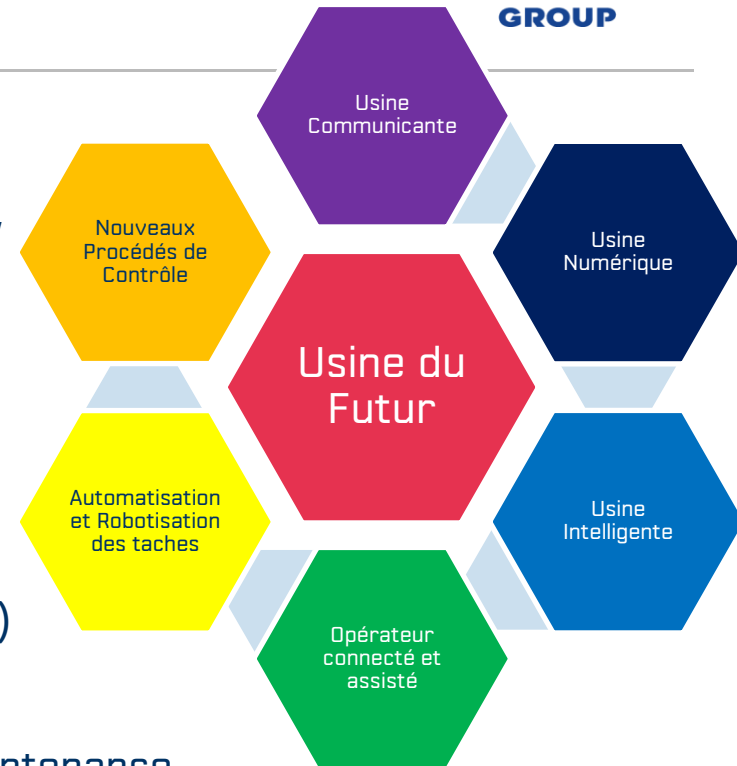 GROUP
Usine
Communicante
Nouveaux
Procédés de
Contrôle
Usine
Numérique
Usine du
Futur
Automatisation
et Robotisation
des taches
Usine
Intelligente
)
Opérateur
connecté et
assisté